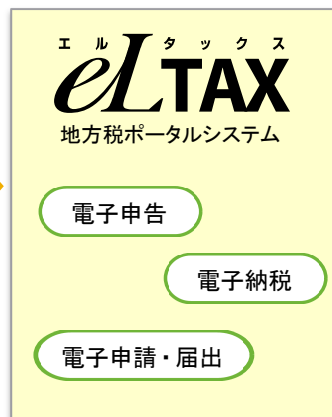 エルタックス
eLTAX
地方税ポータルシステム
電子申告
電子納税
電子申請・届出